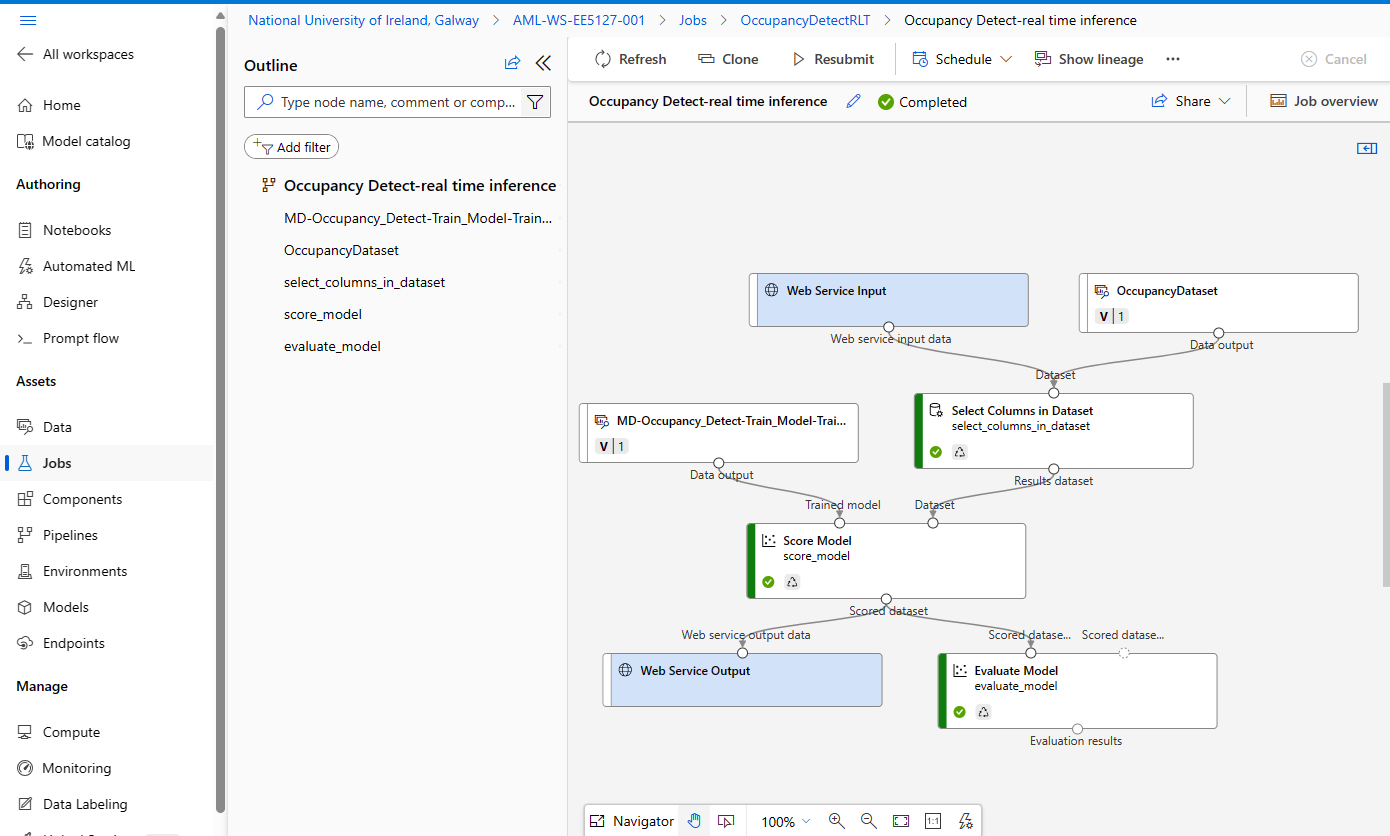 National University of Ireland, Galway > AML-WS-EE5127-001 > Jobs > OccupancyDetectRLT > Occupancy Detect-real time inference
All workspaces
Home
Model catalog
Authoring
Notebooks
Automated ML
Designer
Prompt flow
Assets
Data
Jobs
Components
Pipelines
Environments
Models
Endpoints
Manage
Compute
Monitoring
Data Labeling
Outline
Type node name, comment or comp...
Add filter
Occupancy Detect-real time inference
MD-Occupancy_Detect-Train_Model-Train...
OccupancyDataset
select_columns_in_dataset
score_model
evaluate_model
Refresh
Clone
Resubmit
Schedule
Show lineage
...
Cancel
Occupancy Detect-real time inference
Completed
Share
Job overview
Web Service Input
Web service input data
OccupancyDataset
V | 1
Data output
Dataset
Select Columns in Dataset
select_columns_in_dataset
Results dataset
MD-Occupancy_Detect-Train_Model-Trai...
V | 1
Data output
Trained model
Dataset
Score Model
score_model
Scored dataset
Web service output data
Web Service Output
Scored datase...
Scored datase...
Evaluate Model
evaluate_model
Evaluation results
Navigator
100%
1:1